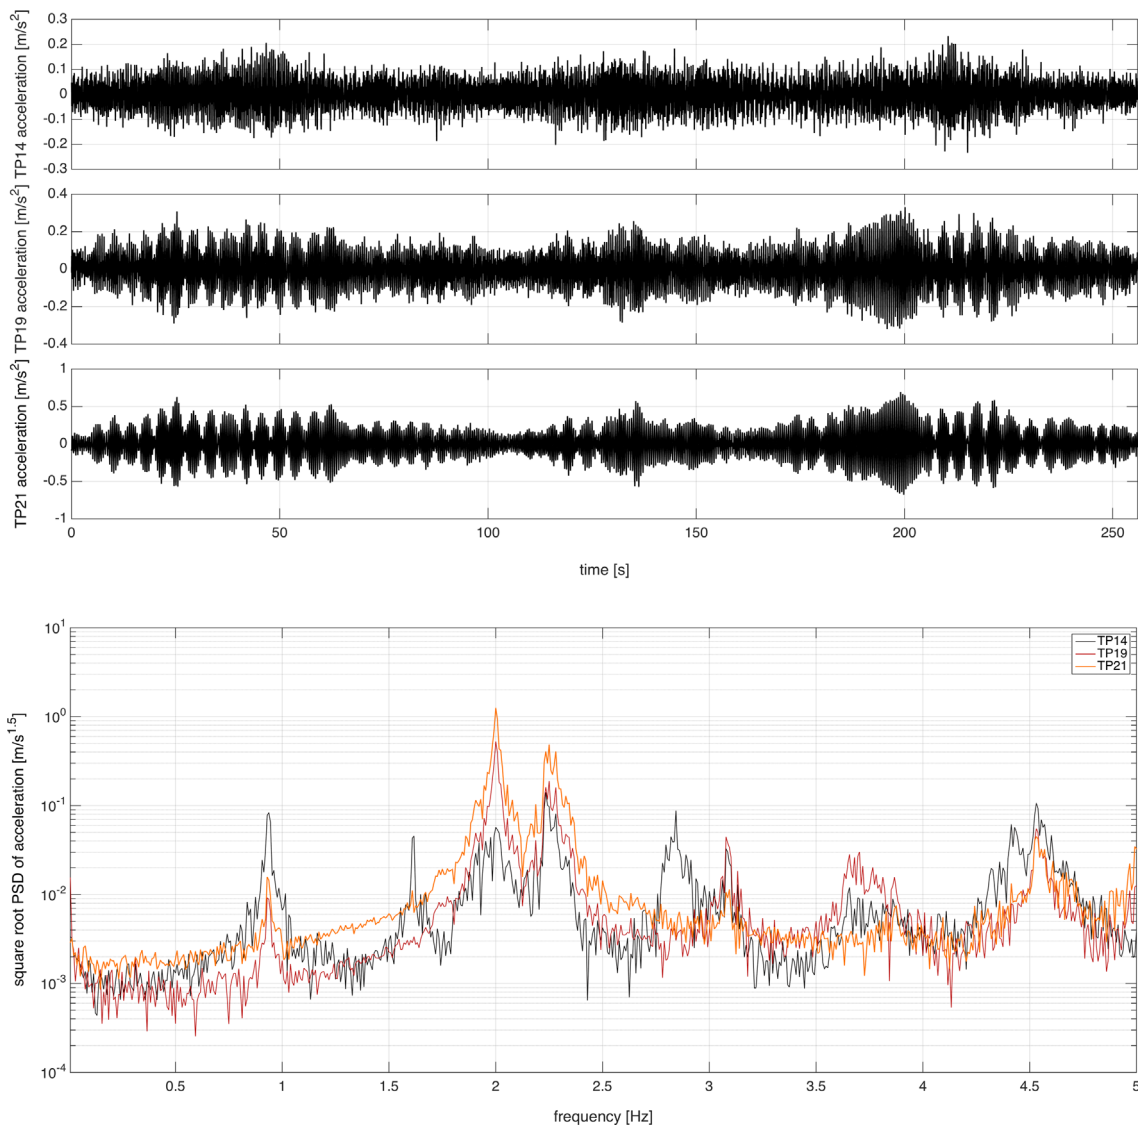 TP14 acceleration [m/s²]
0.3
0.2
0.1
0
-0.1
-0.2
-0.3
TP19 acceleration [m/s²]
0.4
0.2
0
-0.2
-0.4
TP21 acceleration [m/s²]
1
0.5
0
-0.5
-1
0 50 100 150 200 250
time [s]
square root PSD of acceleration [m/s^1.5]
10¹
10⁰
10⁻¹
10⁻²
10⁻³
10⁻⁴
TP14
TP19
TP21
0.5 1 1.5 2 2.5 3 3.5 4 4.5 5
frequency [Hz]